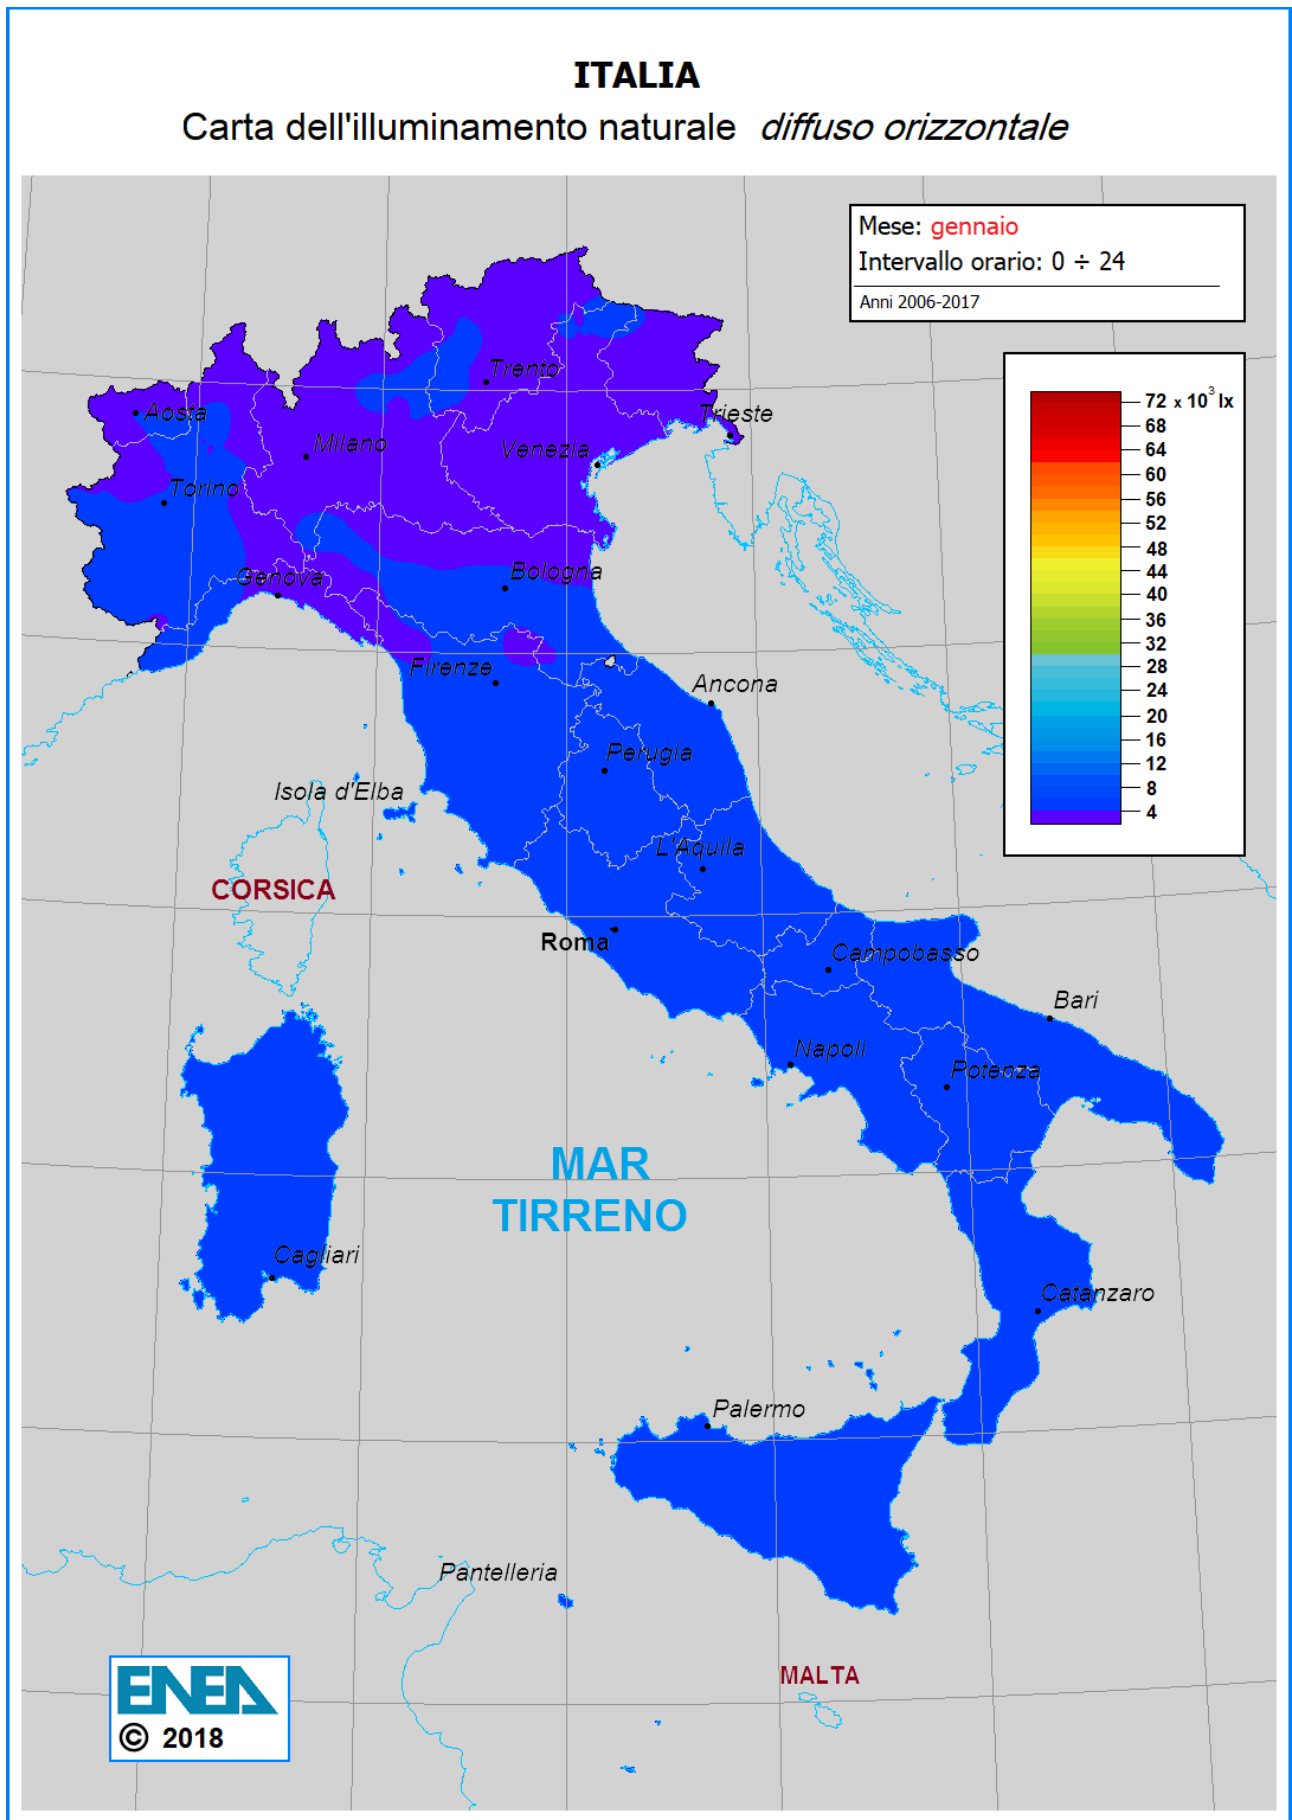 ITALIA
Carta dell'illuminamento naturale diffuso orizzontale
Mese: gennaio
Intervallo orario: 0 ÷ 24
Anni 2006-2017
72 x 10³ lx
68
64
60
56
52
48
44
40
36
32
28
24
20
16
12
8
4
Trento
Aosta
Milano
Trieste
Venezia
Torino
Genova
Bologna
Firenze
Ancona
Perugia
Isola d'Elba
L'Aquila
CORSICA
Roma
Campobasso
Bari
Napoli
Potenza
MAR
TIRRENO
Cagliari
Catanzaro
Palermo
Pantelleria
MALTA
ENEA
© 2018